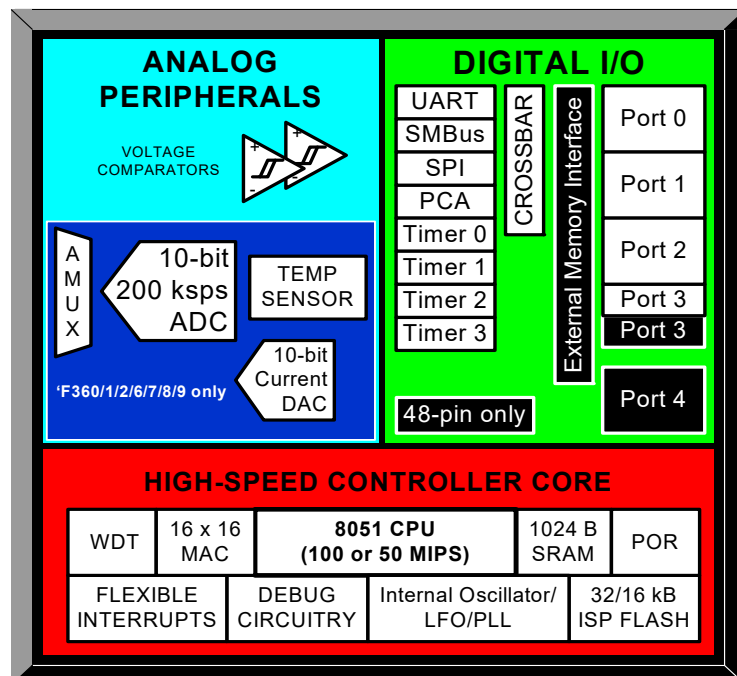 ANALOG
PERIPHERALS
VOLTAGE
COMPARATORS
+
-
+
-
A
M
U
X
10-bit
200 ksps
ADC
TEMP
SENSOR
10-bit
Current
DAC
‘F360/1/2/6/7/8/9 only
DIGITAL I/O
UART
SMBus
SPI
PCA
Timer 0
Timer 1
Timer 2
Timer 3
CROSSBAR
External Memory Interface
Port 0
Port 1
Port 2
Port 3
Port 3
Port 4
48-pin only
HIGH-SPEED CONTROLLER CORE
WDT
16 x 16
MAC
8051 CPU
(100 or 50 MIPS)
1024 B
SRAM
POR
FLEXIBLE
INTERRUPTS
DEBUG
CIRCUITRY
Internal Oscillator/
LFO/PLL
32/16 kB
ISP FLASH